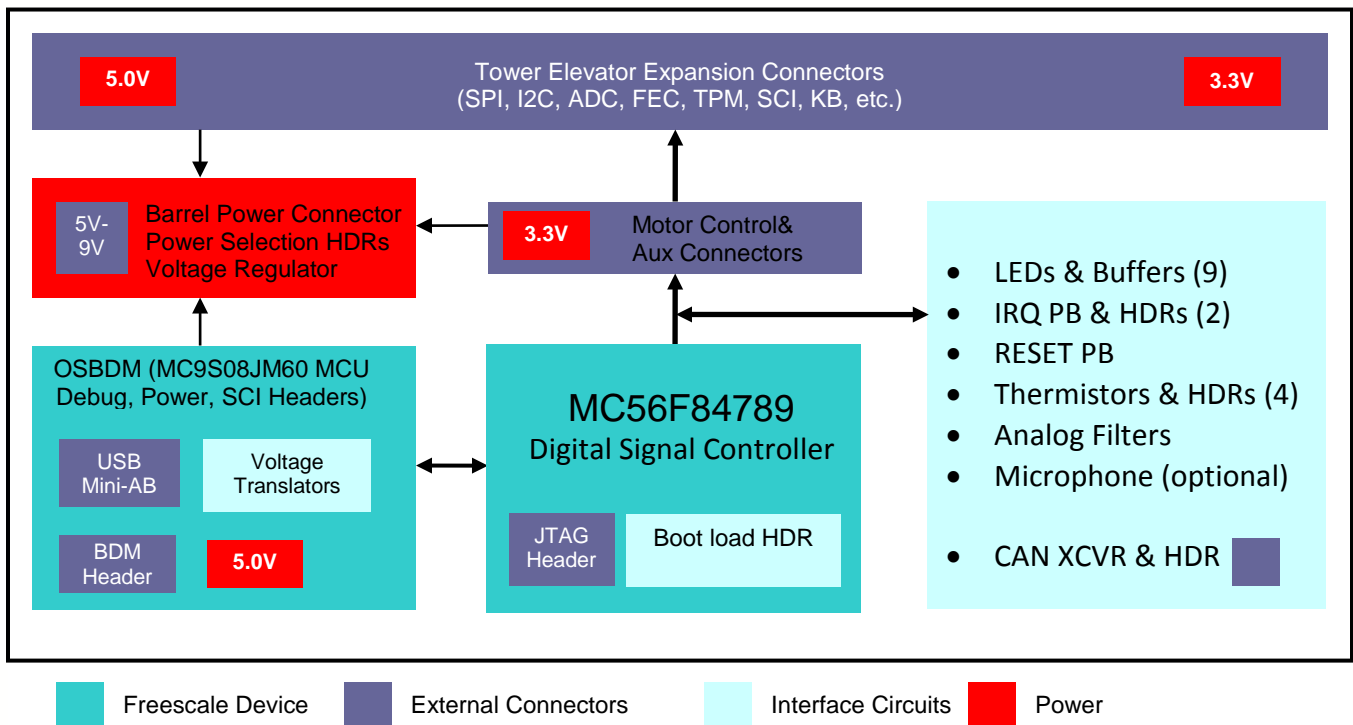 5.0V
Tower Elevator Expansion Connectors
(SPI, I2C, ADC, FEC, TPM, SCI, KB, etc.)
3.3V
5V-
9V
Barrel Power Connector
Power Selection HDRs
Voltage Regulator
3.3V
Motor Control&
Aux Connectors
OSBDM (MC9S08JM60 MCU
Debug, Power, SCI Headers)
USB
Mini-AB
Voltage
Translators
BDM
Header
5.0V
MC56F84789
Digital Signal Controller
JTAG
Header
Boot load HDR
• LEDs & Buffers (9)
• IRQ PB & HDRs (2)
• RESET PB
• Thermistors & HDRs (4)
• Analog Filters
• Microphone (optional)
• CAN XCVR & HDR
Freescale Device
External Connectors
Interface Circuits
Power